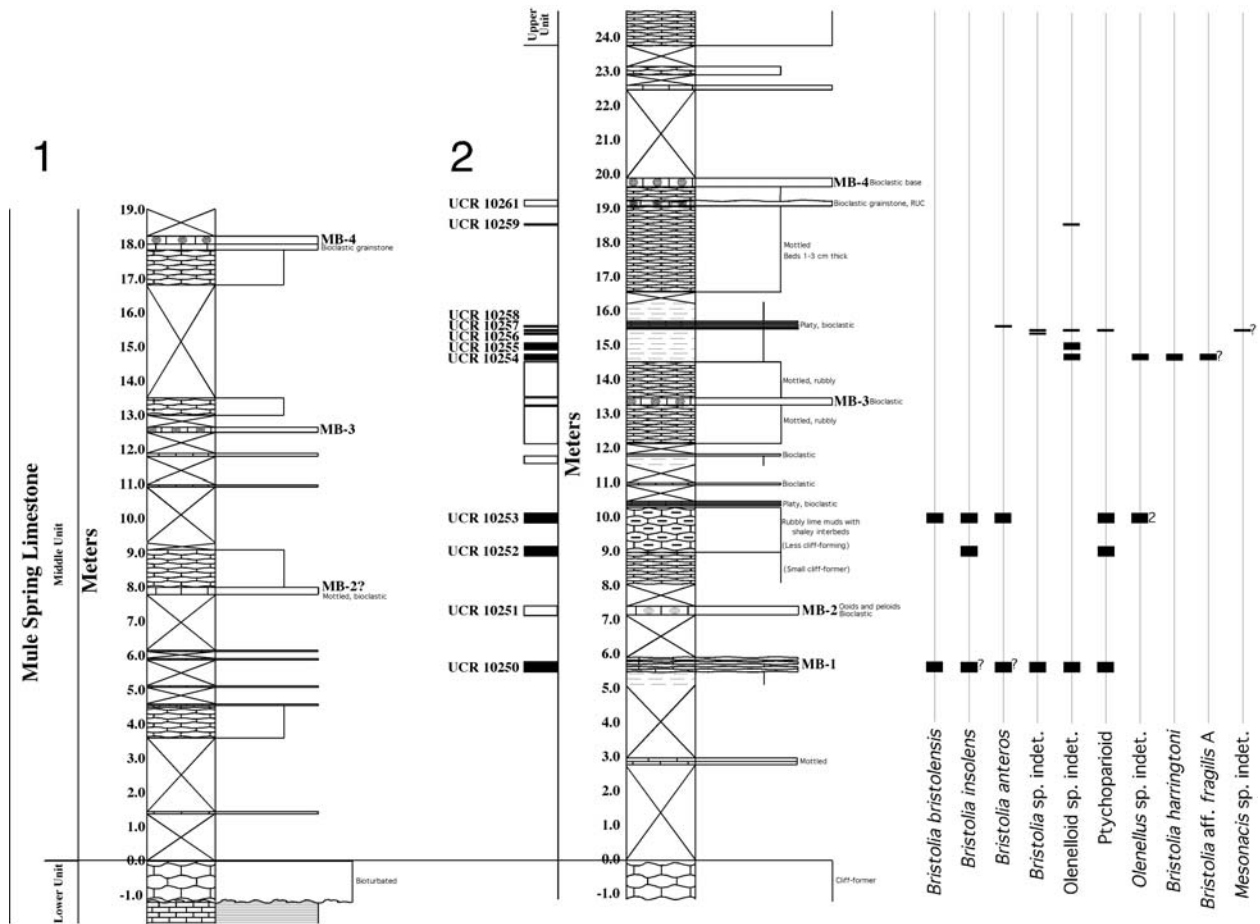 1
Mule Spring Limestone
Middle Unit
Lower Unit
Meters
19.0
18.0
17.0
16.0
15.0
14.0
13.0
12.0
11.0
10.0
9.0
8.0
7.0
6.0
5.0
4.0
3.0
2.0
1.0
0.0
-1.0
MB-4
Bioclastic grainstone
MB-3
MB-2?
Mottled, bioclastic
Bioturbated
2
Upper Unit
UCR 10261
UCR 10259
UCR 10258
UCR 10257
UCR 10256
UCR 10255
UCR 10254
UCR 10253
UCR 10252
UCR 10251
UCR 10250
Meters
24.0
23.0
22.0
21.0
20.0
19.0
18.0
17.0
16.0
15.0
14.0
13.0
12.0
11.0
10.0
9.0
8.0
7.0
6.0
5.0
4.0
3.0
2.0
1.0
0.0
-1.0
MB-4 Bioclastic base
Bioclastic grainstone, RUC
Mottled
Beds 1-3 cm thick
Platy, bioclastic
Mottled, rubbly
MB-3 Bioclastic
Mottled, rubbly
Bioclastic
Bioclastic
Platy, bioclastic
Rubbly lime muds with
shaley interbeds
(Less cliff-forming)
(Small cliff-former)
MB-2 Ooids and peloids
Bioclastic
MB-1
Mottled
Cliff-former
?
?
2
? ?
Bristolia bristolensis
Bristolia insolens
Bristolia anteros
Bristolia sp. indet.
Olenelloid sp. indet.
Ptychoparioid
Olenellus sp. indet.
Bristolia harringtoni
Bristolia aff. fragilis A
Mesonacis sp. indet.